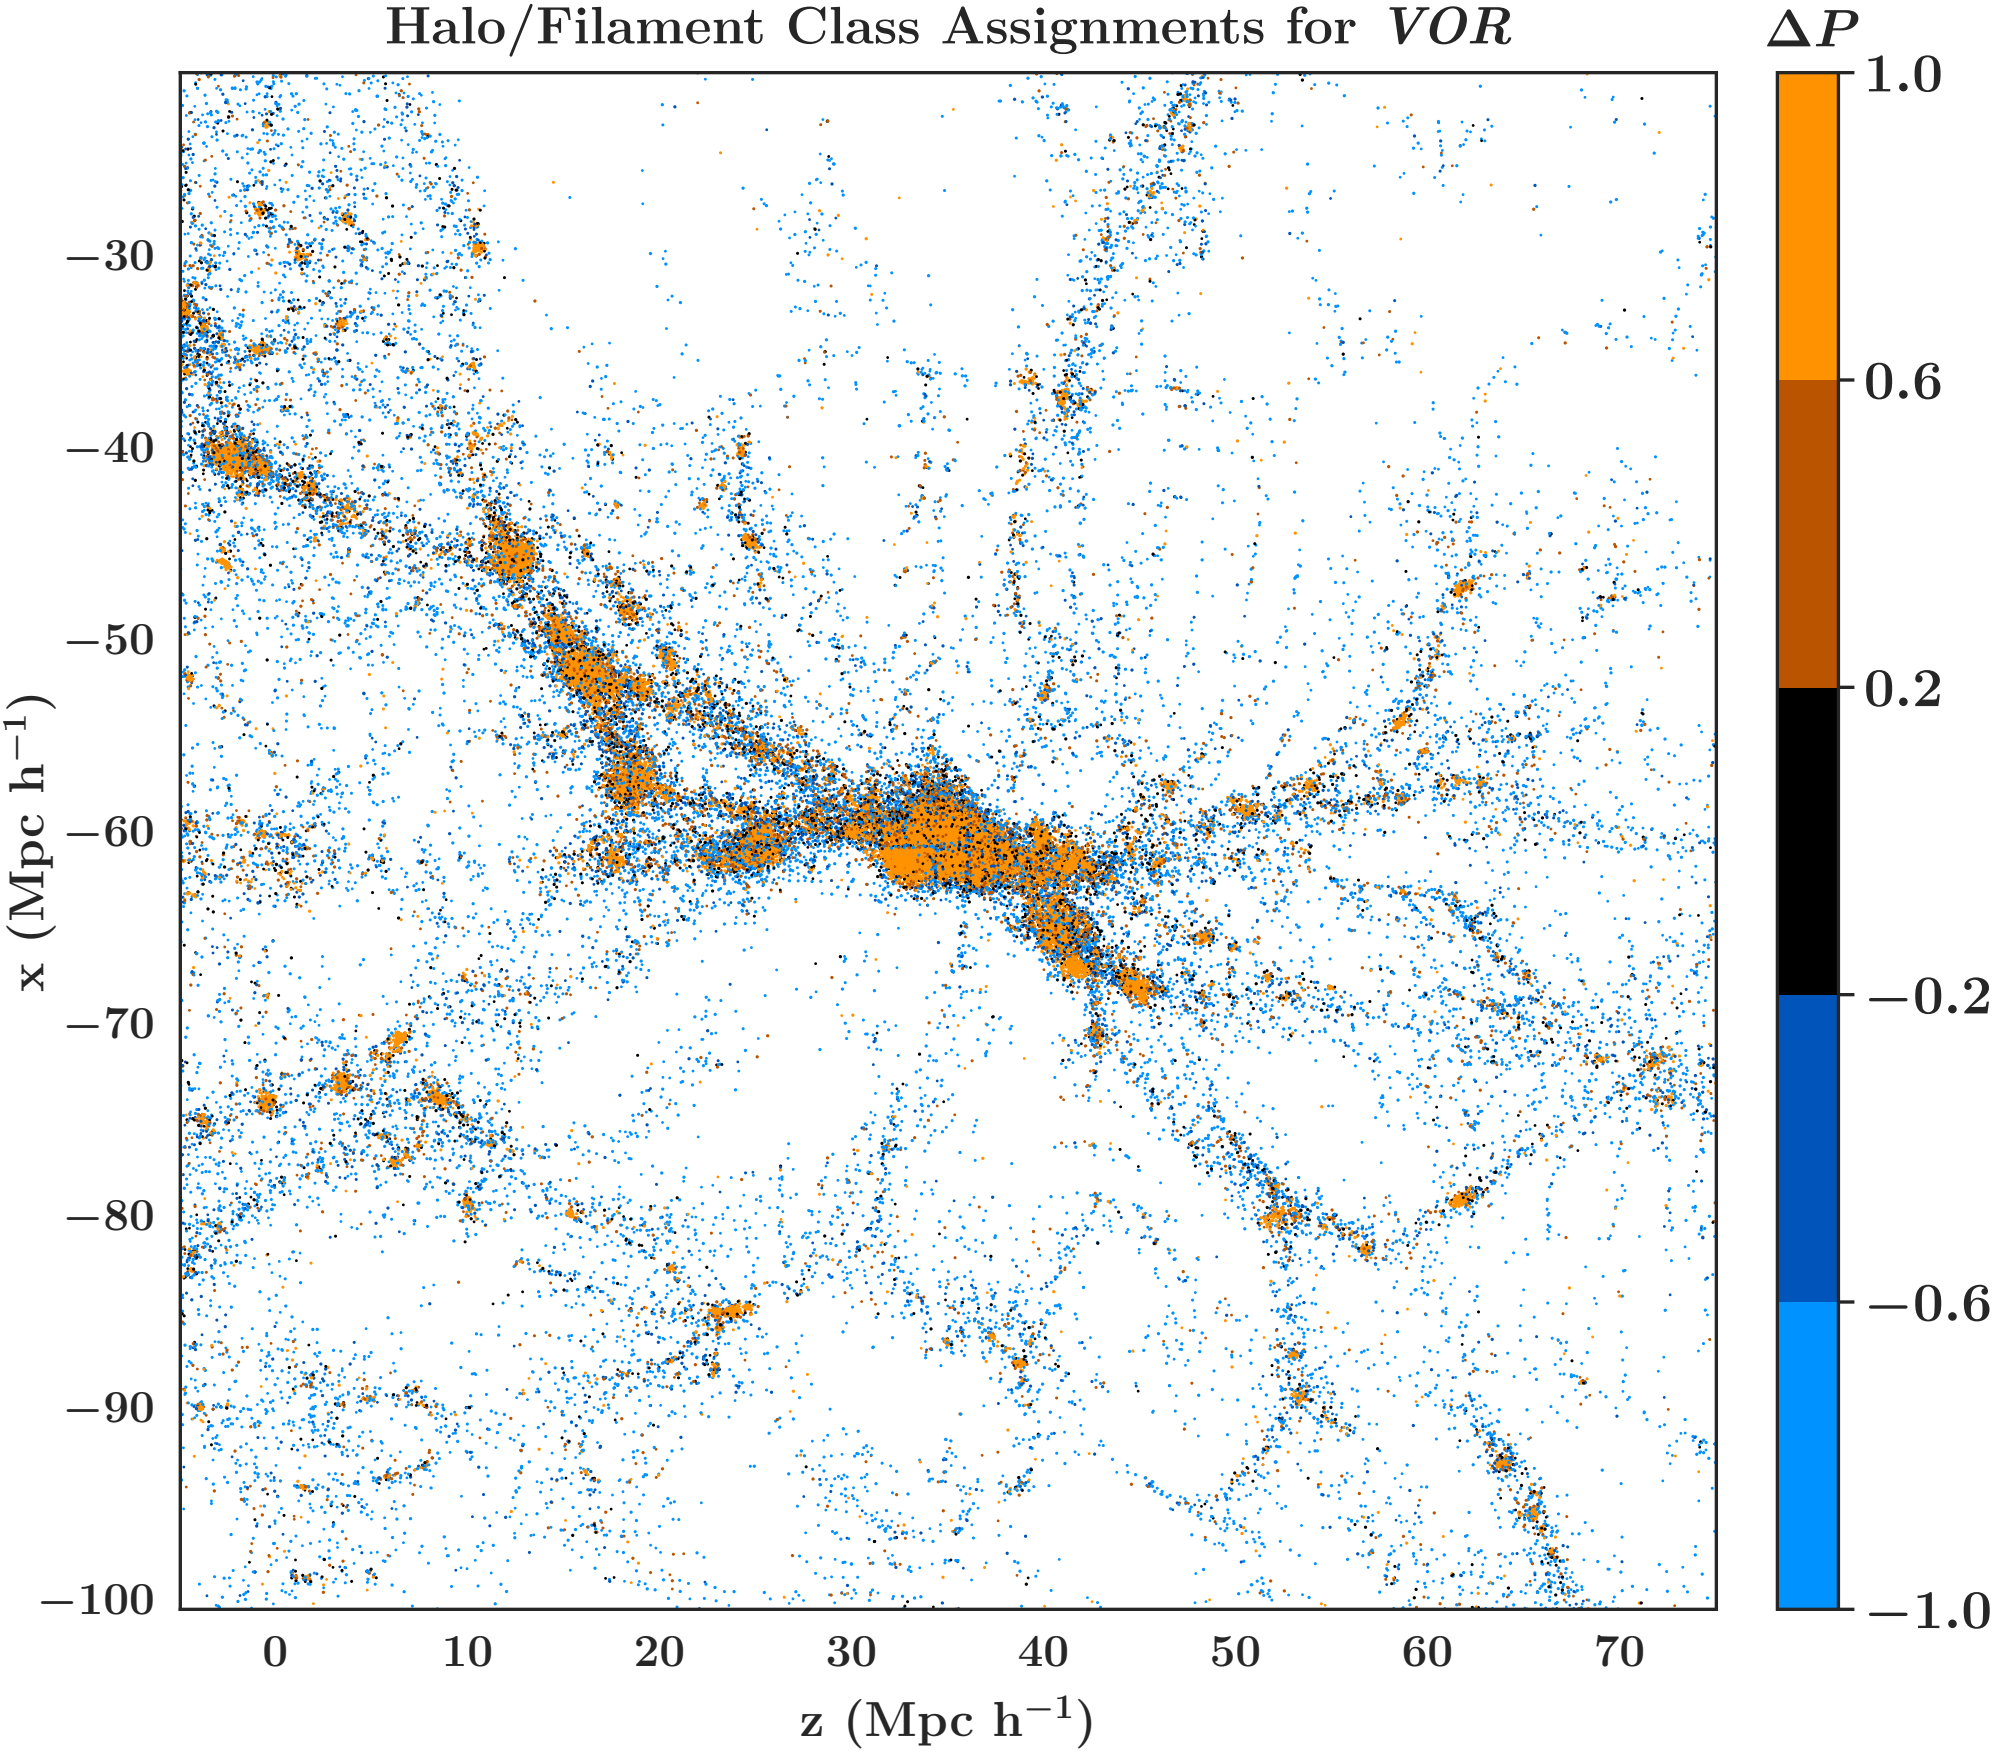 Halo/Filament Class Assignments for VOR
ΔP
1.0
0.6
0.2
−0.2
−0.6
−1.0
x (Mpc h⁻¹)
−30
−40
−50
−60
−70
−80
−90
−100
0 10 20 30 40 50 60 70
z (Mpc h⁻¹)